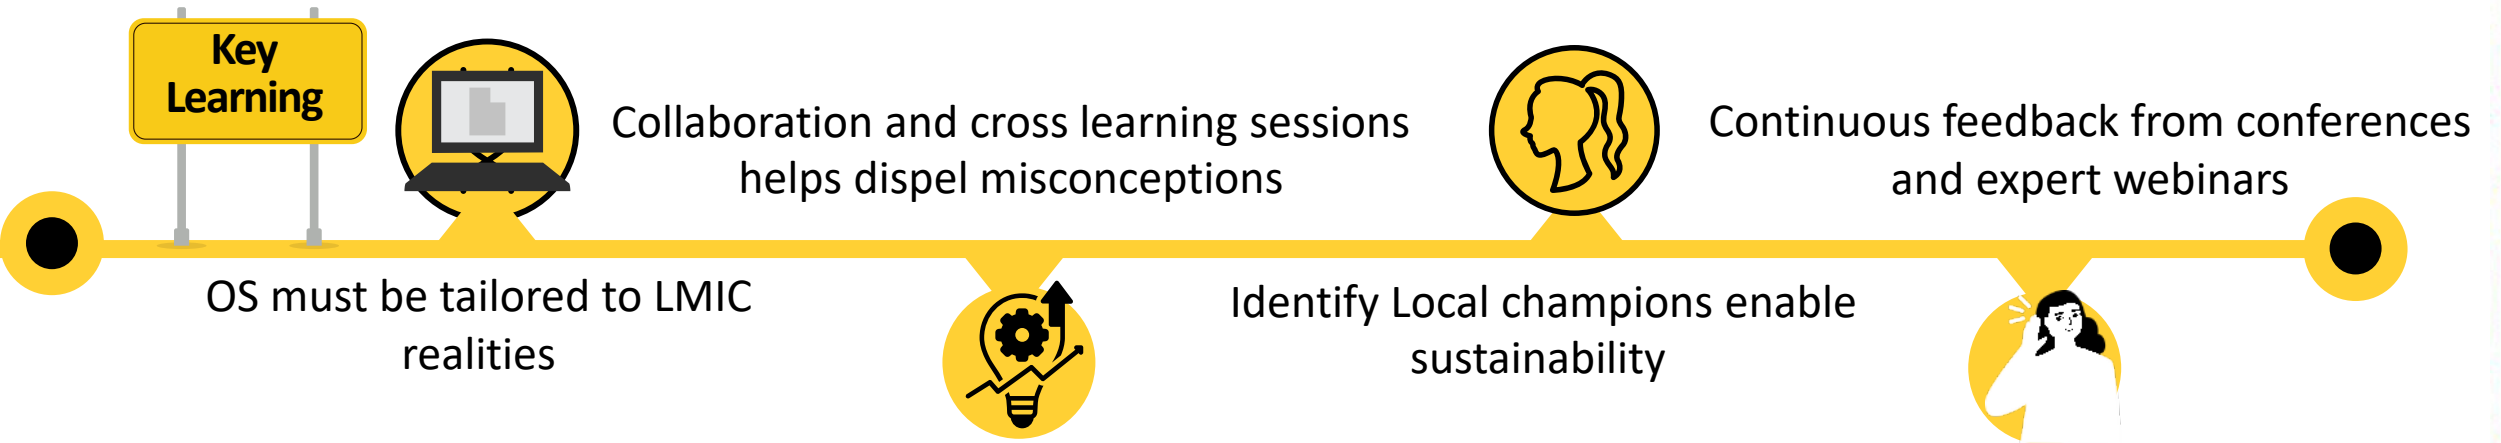 Key
Learning
Collaboration and cross learning sessions
helps dispel misconceptions
Continuous feedback from conferences
and expert webinars
OS must be tailored to LMIC
realities
Identify Local champions enable
sustainability